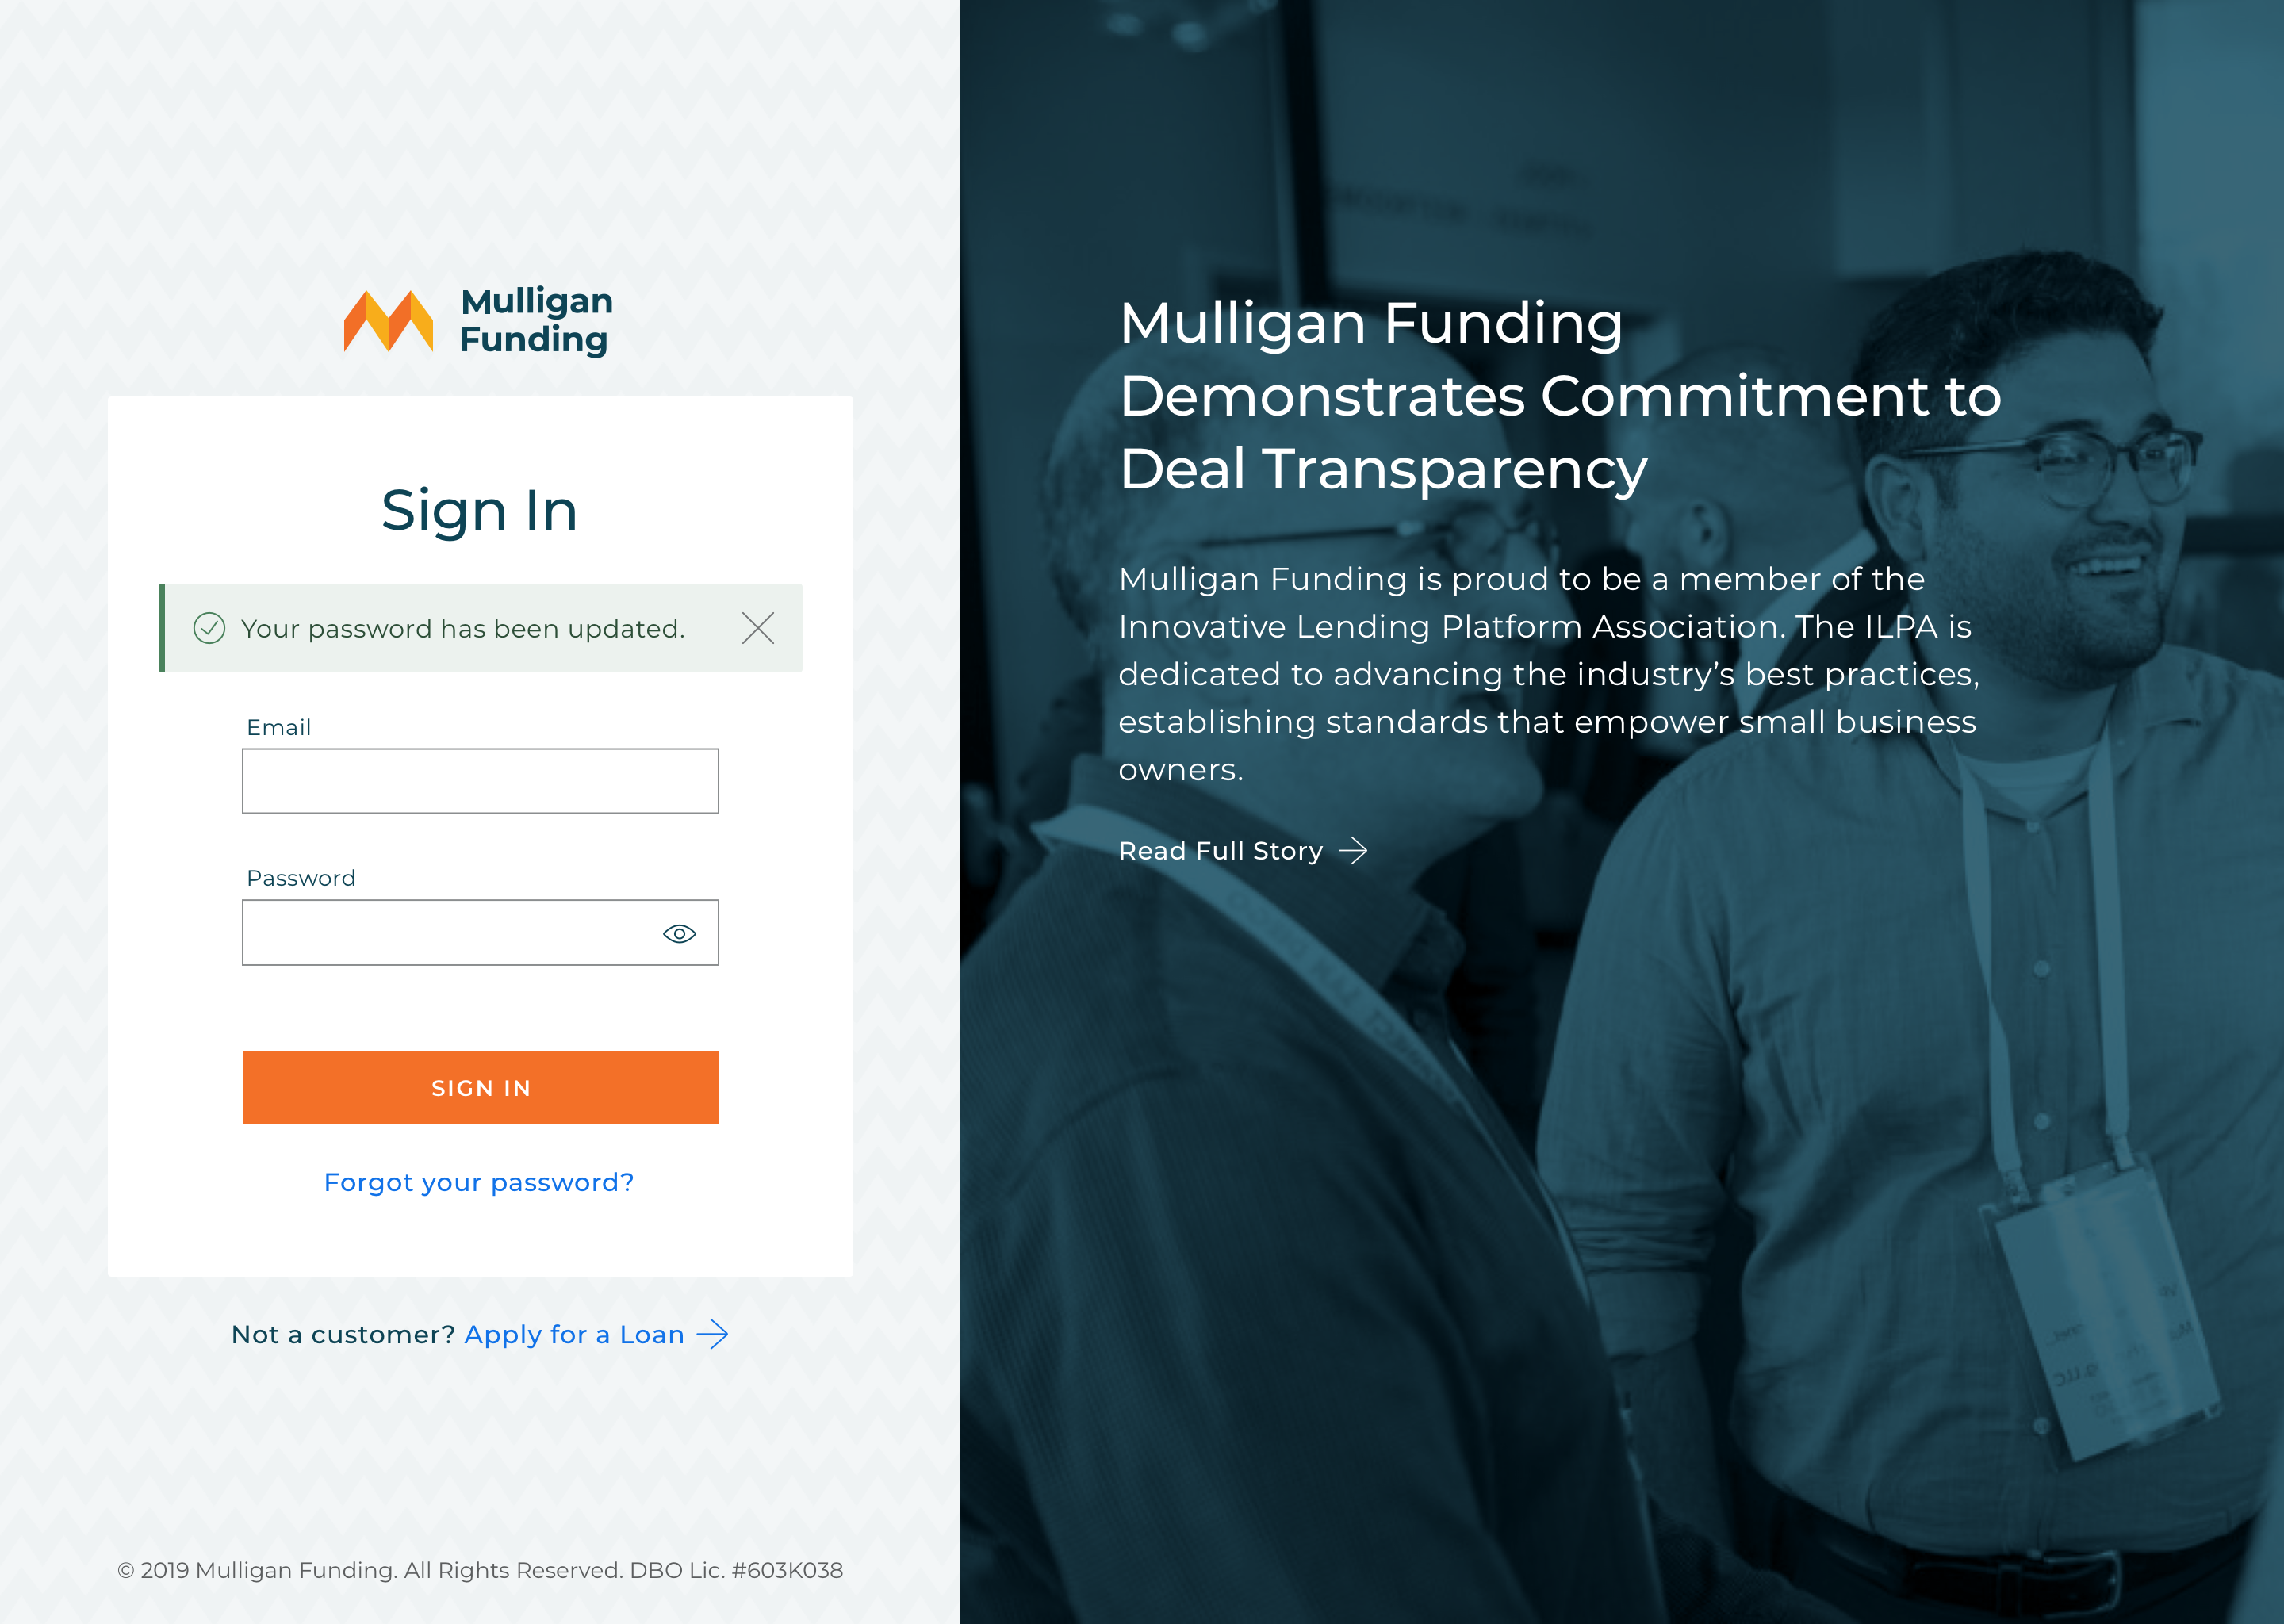 Mulligan
Funding
Sign In
Your password has been updated.
Email
Password
SIGN IN
Forgot your password?
Not a customer? Apply for a Loan
© 2019 Mulligan Funding. All Rights Reserved. DBO Lic. #603K038
Mulligan Funding
Demonstrates Commitment to
Deal Transparency
Mulligan Funding is proud to be a member of the
Innovative Lending Platform Association. The ILPA is
dedicated to advancing the industry’s best practices,
establishing standards that empower small business
owners.
Read Full Story